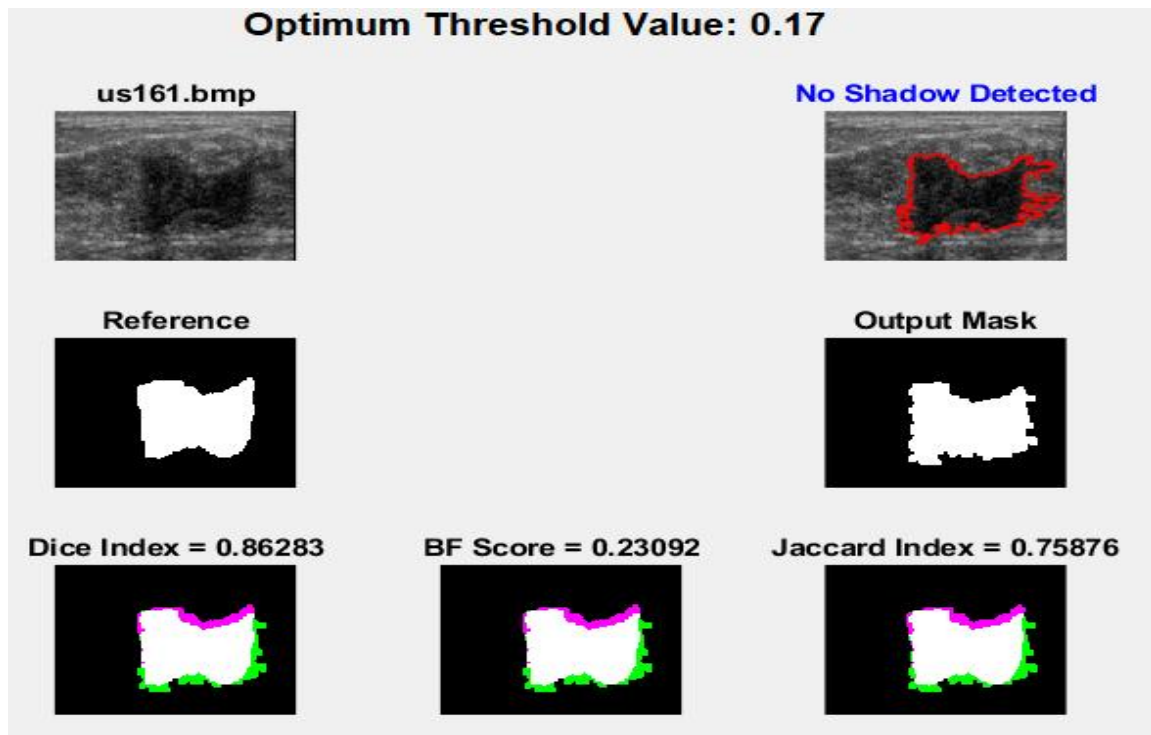 Optimum Threshold Value: 0.17
us161.bmp
No Shadow Detected
Reference
Output Mask
Dice Index = 0.86283
BF Score = 0.23092
Jaccard Index = 0.75876